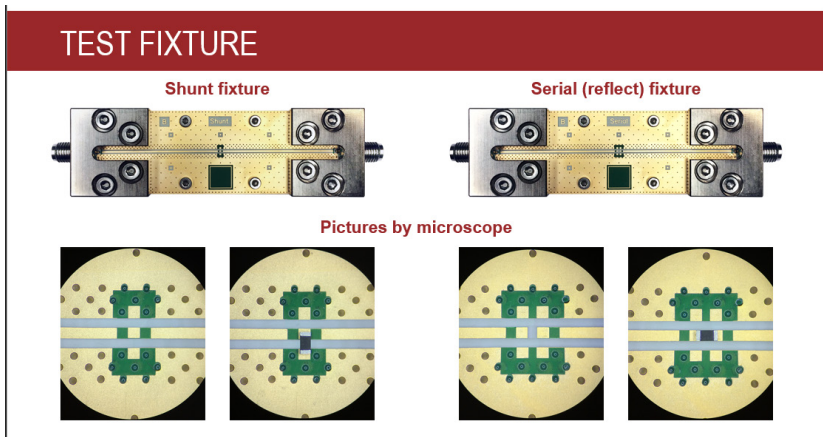 TEST FIXTURE
Shunt fixture
Serial (reflect) fixture
B
Shunt
B
Serial
Pictures by microscope